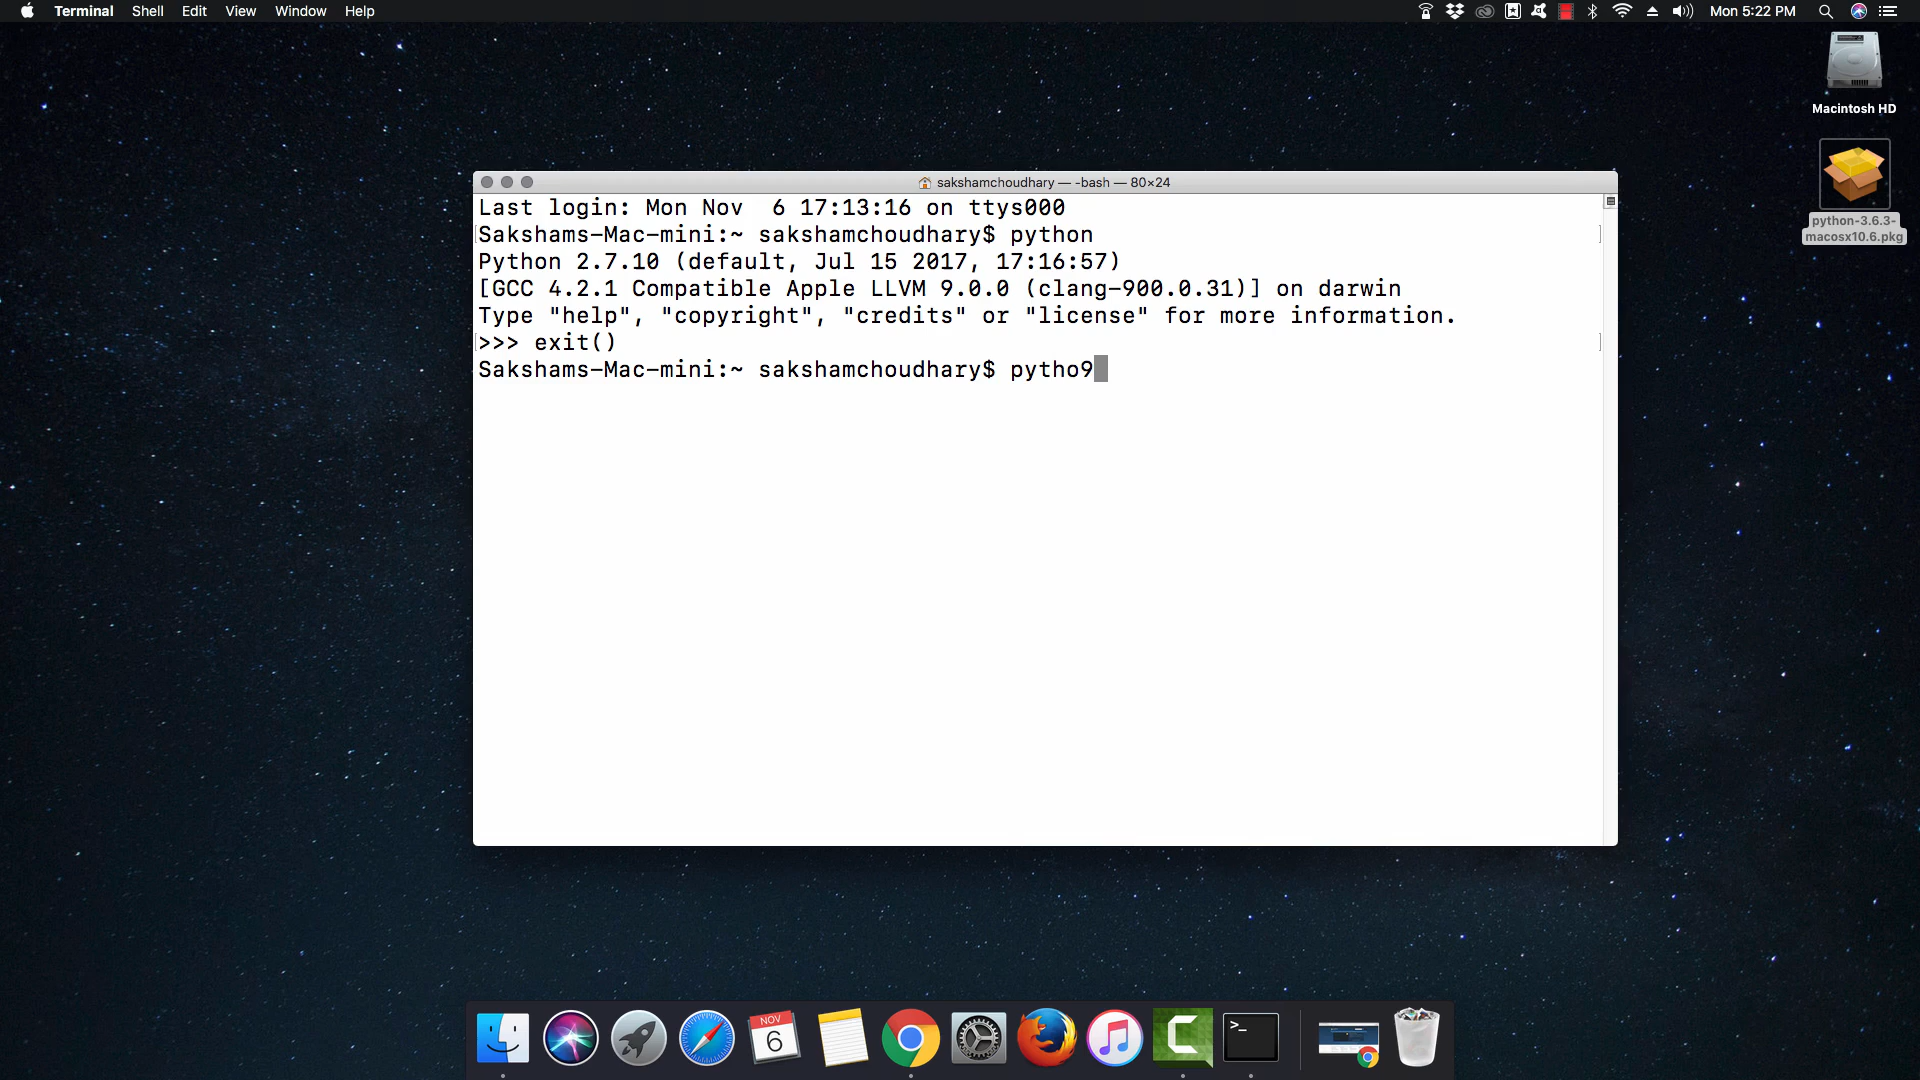 Terminal Shell Edit View Window Help
Mon 5:22 PM
Macintosh HD
python-3.6.3-
macosx10.6.pkg
sakshamchoudhary — -bash — 80×24
Last login: Mon Nov  6 17:13:16 on ttys000
Sakshams-Mac-mini:~ sakshamchoudhary$ python
Python 2.7.10 (default, Jul 15 2017, 17:16:57)
[GCC 4.2.1 Compatible Apple LLVM 9.0.0 (clang-900.0.31)] on darwin
Type "help", "copyright", "credits" or "license" for more information.
>>> exit()
Sakshams-Mac-mini:~ sakshamchoudhary$ pytho9
NOV
6
>_